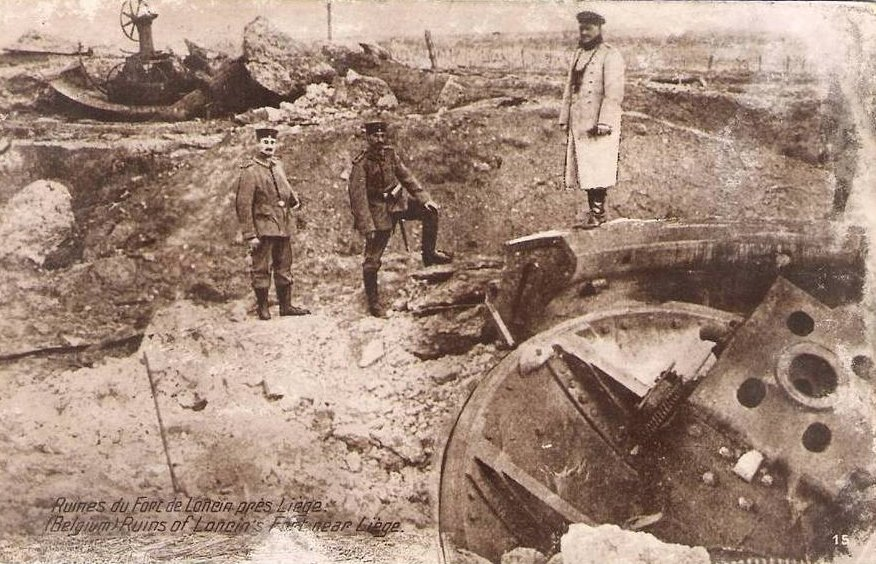 Ruines du Fort de Loncin près Liège.
(Belgium) Ruins of Loncin's Fort near Liège.
15